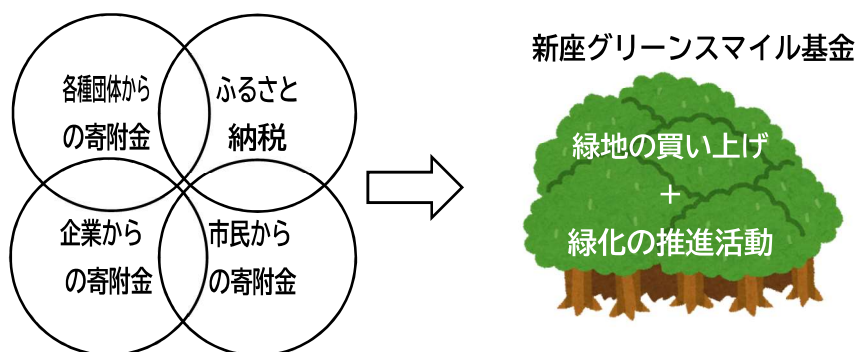 各種団体から
の寄附金
ふるさと
納税
企業から
の寄附金
市民から
の寄附金
新座グリーンスマイル基金
緑地の買い上げ
+
緑化の推進活動